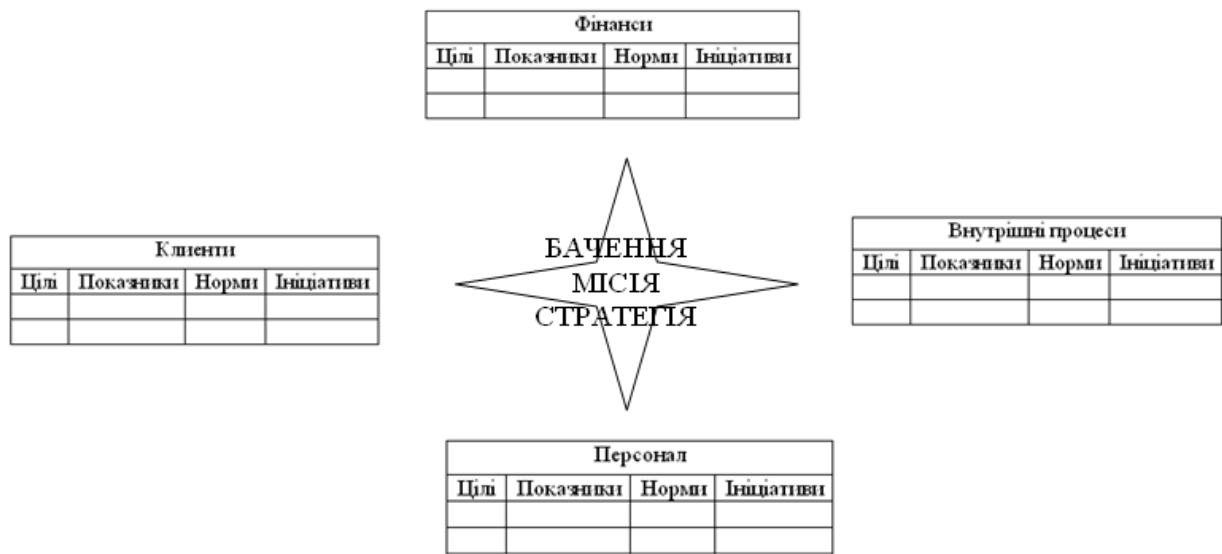 Фінанси
Цілі Показники Норми Ініціативи
Клиенти
Цілі Показники Норми Ініціативи
БАЧЕННЯ
МІСІЯ
СТРАТЕГІЯ
Внутрішні процеси
Цілі Показники Норми Ініціативи
Персонал
Цілі Показники Норми Ініціативи